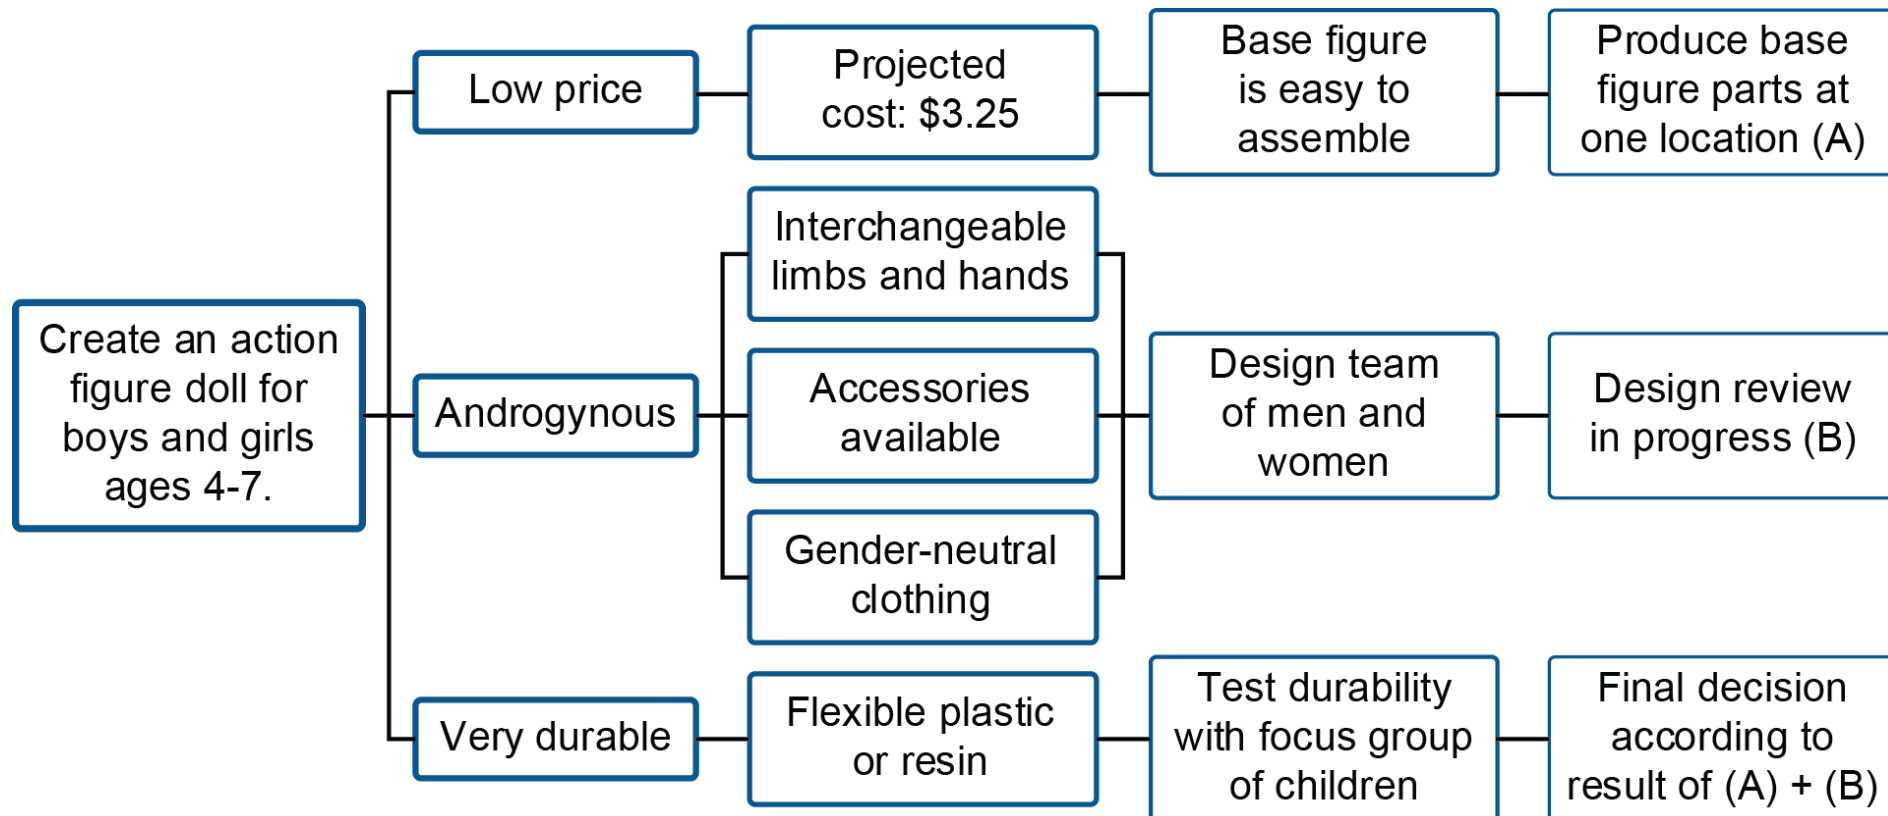 Create an action
figure doll for
boys and girls
ages 4-7.
Low price
Projected
cost: $3.25
Base figure
is easy to
assemble
Produce base
figure parts at
one location (A)
Androgynous
Interchangeable
limbs and hands
Accessories
available
Gender-neutral
clothing
Design team
of men and
women
Design review
in progress (B)
Very durable
Flexible plastic
or resin
Test durability
with focus group
of children
Final decision
according to
result of (A) + (B)